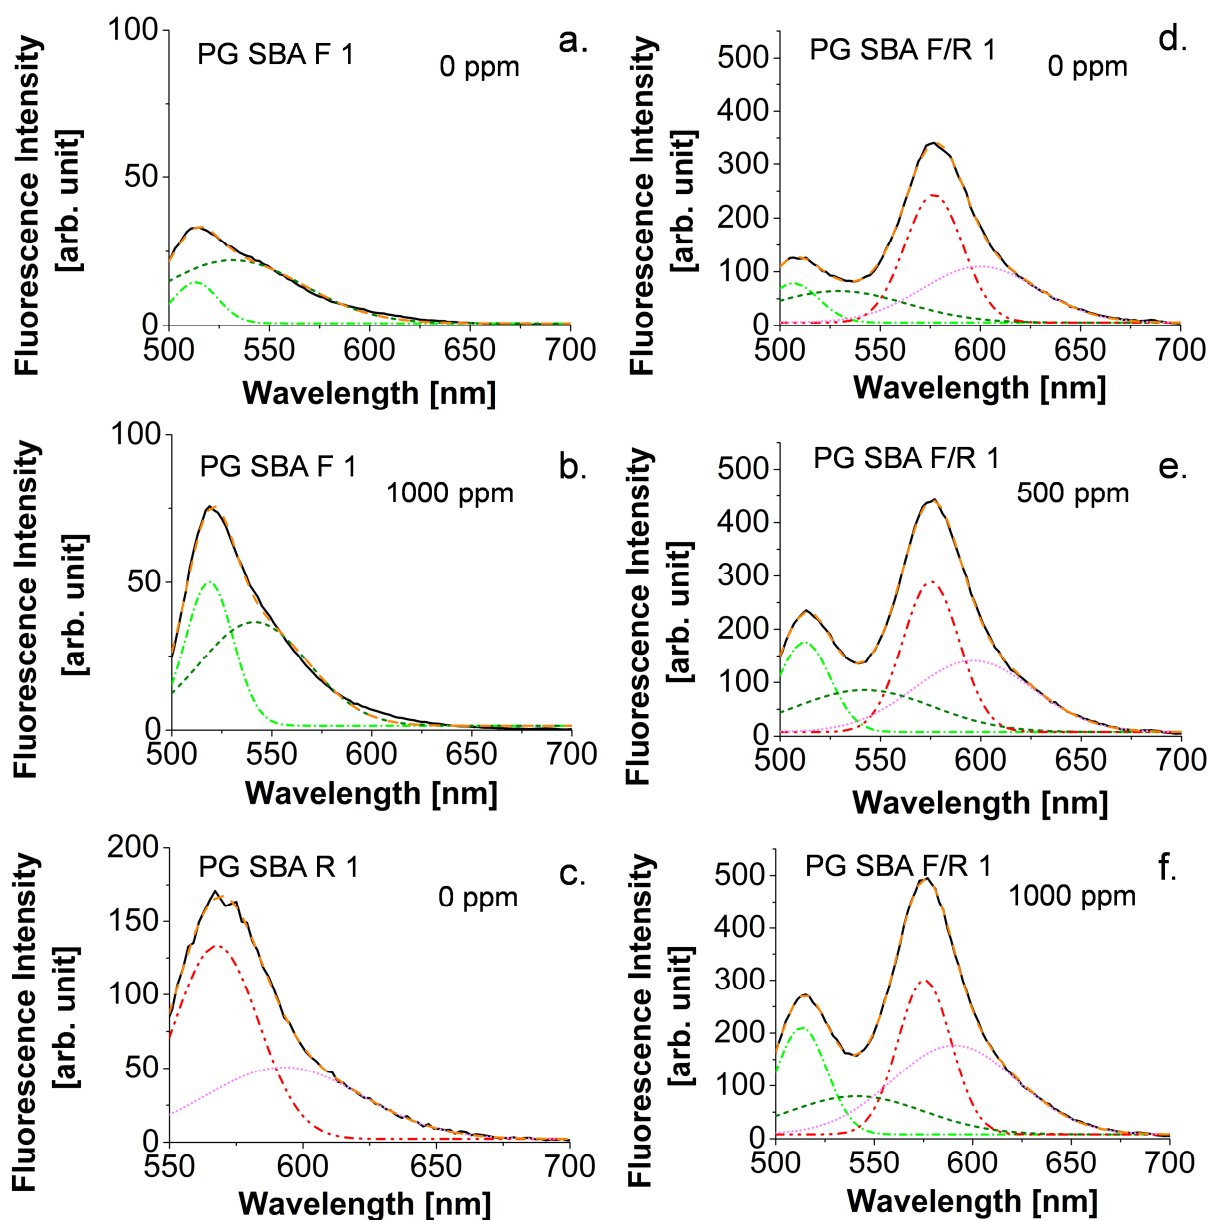 PG SBA F 1
a.
0 ppm
100
50
0
500 550 600 650 700
Wavelength [nm]
Fluorescence Intensity
[arb. unit]
PG SBA F 1
b.
1000 ppm
100
50
0
500 550 600 650 700
Wavelength [nm]
Fluorescence Intensity
[arb. unit]
PG SBA R 1
c.
0 ppm
200
150
100
50
0
550 600 650 700
Wavelength [nm]
Fluorescence Intensity
[arb. unit]
PG SBA F/R 1
d.
0 ppm
500
400
300
200
100
0
500 550 600 650 700
Wavelength [nm]
Fluorescence Intensity
[arb. unit]
PG SBA F/R 1
e.
500 ppm
500
400
300
200
100
0
500 550 600 650 700
Wavelength [nm]
Fluorescence Intensity
[arb. unit]
PG SBA F/R 1
f.
1000 ppm
500
400
300
200
100
0
500 550 600 650 700
Wavelength [nm]
Fluorescence Intensity
[arb. unit]